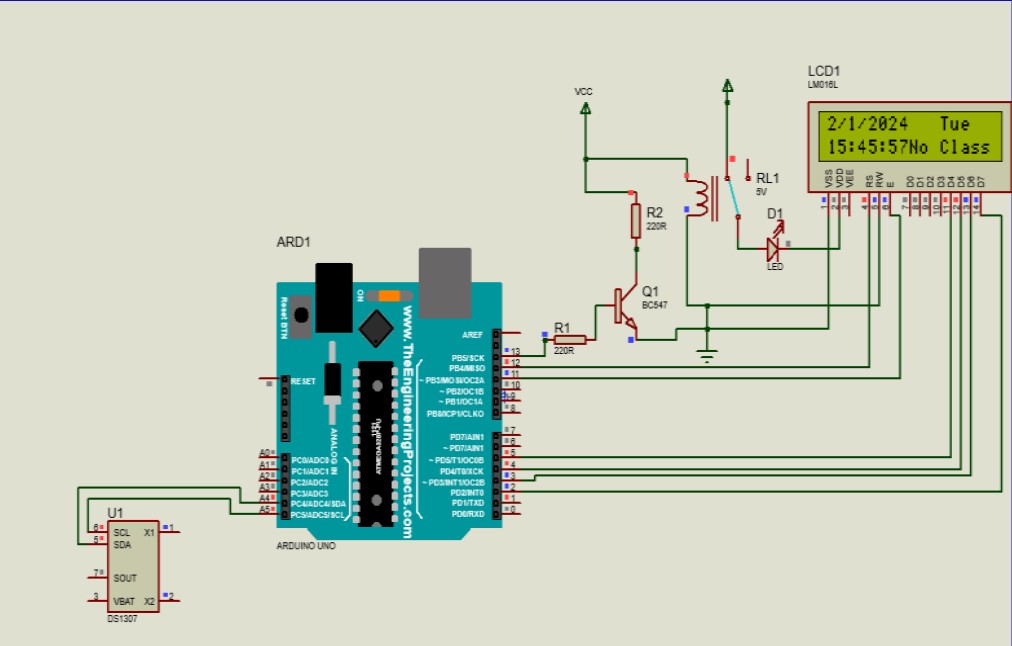 LCD1
LM016L
2/1/2024 Tue
15:45:57No Class
VSS
VDD
VEE
RS
RW
E
D0
D1
D2
D3
D4
D5
D6
D7
1
2
3
4
5
6
7
8
9
10
11
12
13
14
VCC
RL1
5V
R2
220R
D1
LED
Q1
BC547
R1
220R
ARD1
Reset BTN
ON
www.TheEngineeringProjects.com
ANALOG IN
RESET
AREF
PB5/SCK
13
PB4/MISO
12
~ PB3/MOSI/OC2A
11
~ PB2/OC1B
10
~ PB1/OC1A
9
PB0/ICP1/CLKO
8
PD7/AIN1
7
~ PD7/AIN1
6
~ PD5/T1/OC0B
5
PD4/T0/XCK
4
~ PD3/INT1/OC2B
3
PD2/INT0
2
PD1/TXD
1
PD0/RXD
0
A0
PC0/ADC0
A1
PC1/ADC1
A2
PC2/ADC2
A3
PC3/ADC3
A4
PC4/ADC4/SDA
A5
PC5/ADC5/SCL
ARDUINO UNO
U1
6
SCL
X1
1
5
SDA
7
SOUT
3
VBAT
X2
2
DS1307